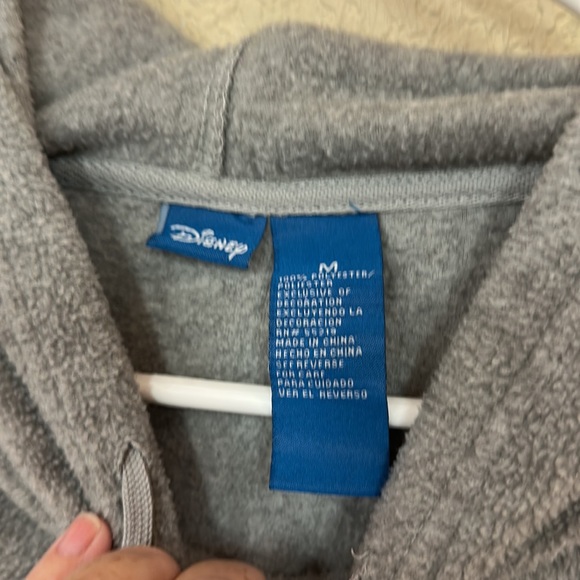 Disney
M
100% POLYESTER/
POLYESTER
EXCLUSIVE OF
DECORATION
EXCLUYENDO LA
DECORACION
MADE IN CHINA
HECHO EN CHINA
SEE REVERSE
FOR CARE
PARA CUIDADO
VER EL REVERSO